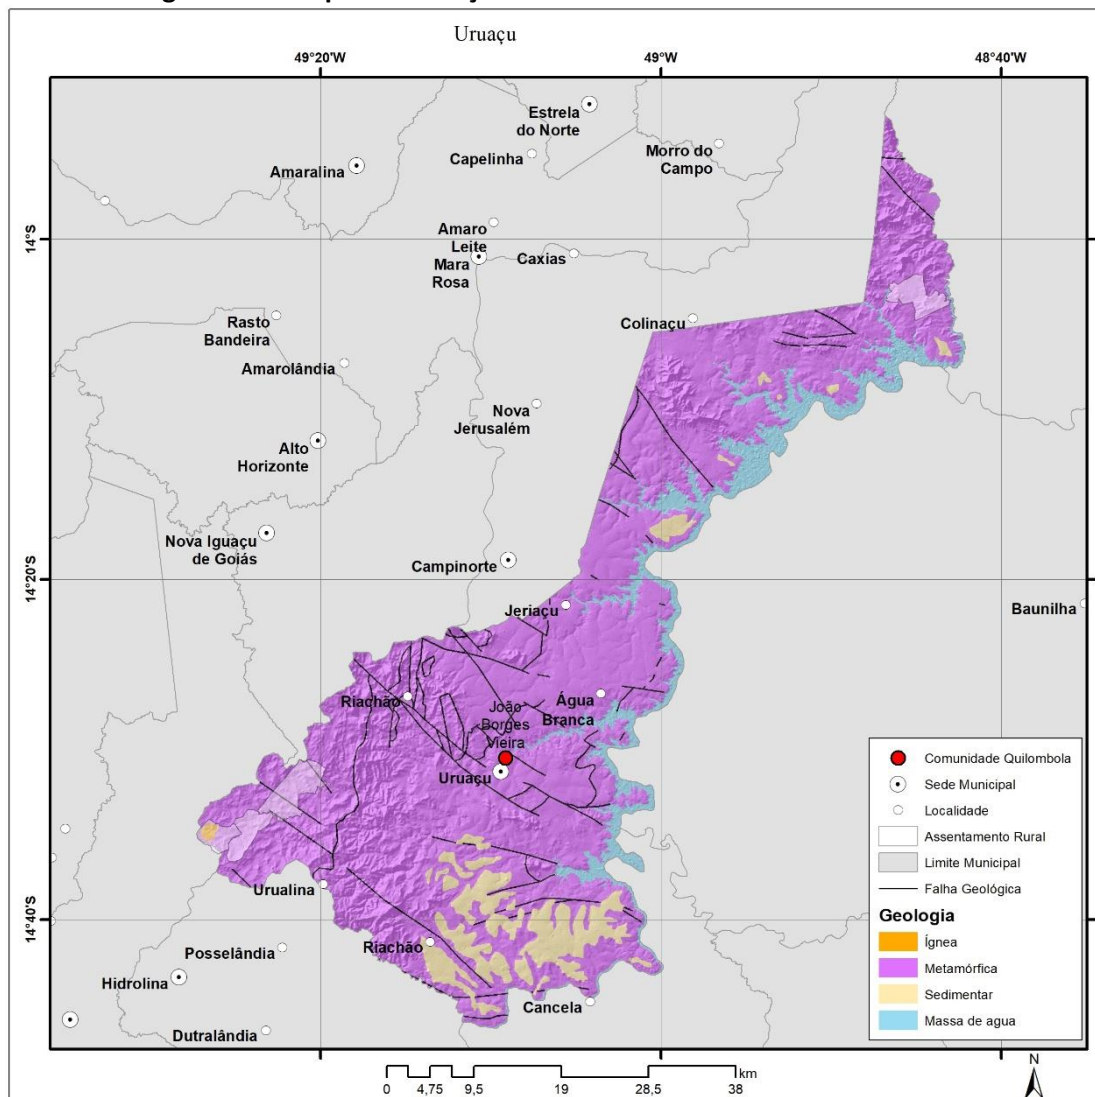 Uruaçu
49°20'W
49°W
48°40'W
Estrela
do Norte
Capelinha
Morro do
Campo
Amaralina
14°S
Amaro
Leite
Mara
Rosa
Caxias
Rasto
Bandeira
Colinaçu
Amarolândia
Nova
Jerusalém
Alto
Horizonte
Nova Iguaçu
de Goiás
Campinorte
14°20'S
Jeriaçu
Baunilha
Riachão
Água
Branca
João
Borges
Vieira
Uruaçu
Urualina
14°40'S
Riachão
Posselândia
Hidrolina
Cancela
Dutralândia
Comunidade Quilombola
Sede Municipal
Localidade
Assentamento Rural
Limite Municipal
Falha Geológica
Geologia
Ígnea
Metamórfica
Sedimentar
Massa de agua
km
0 4,75 9,5 19 28,5 38
N